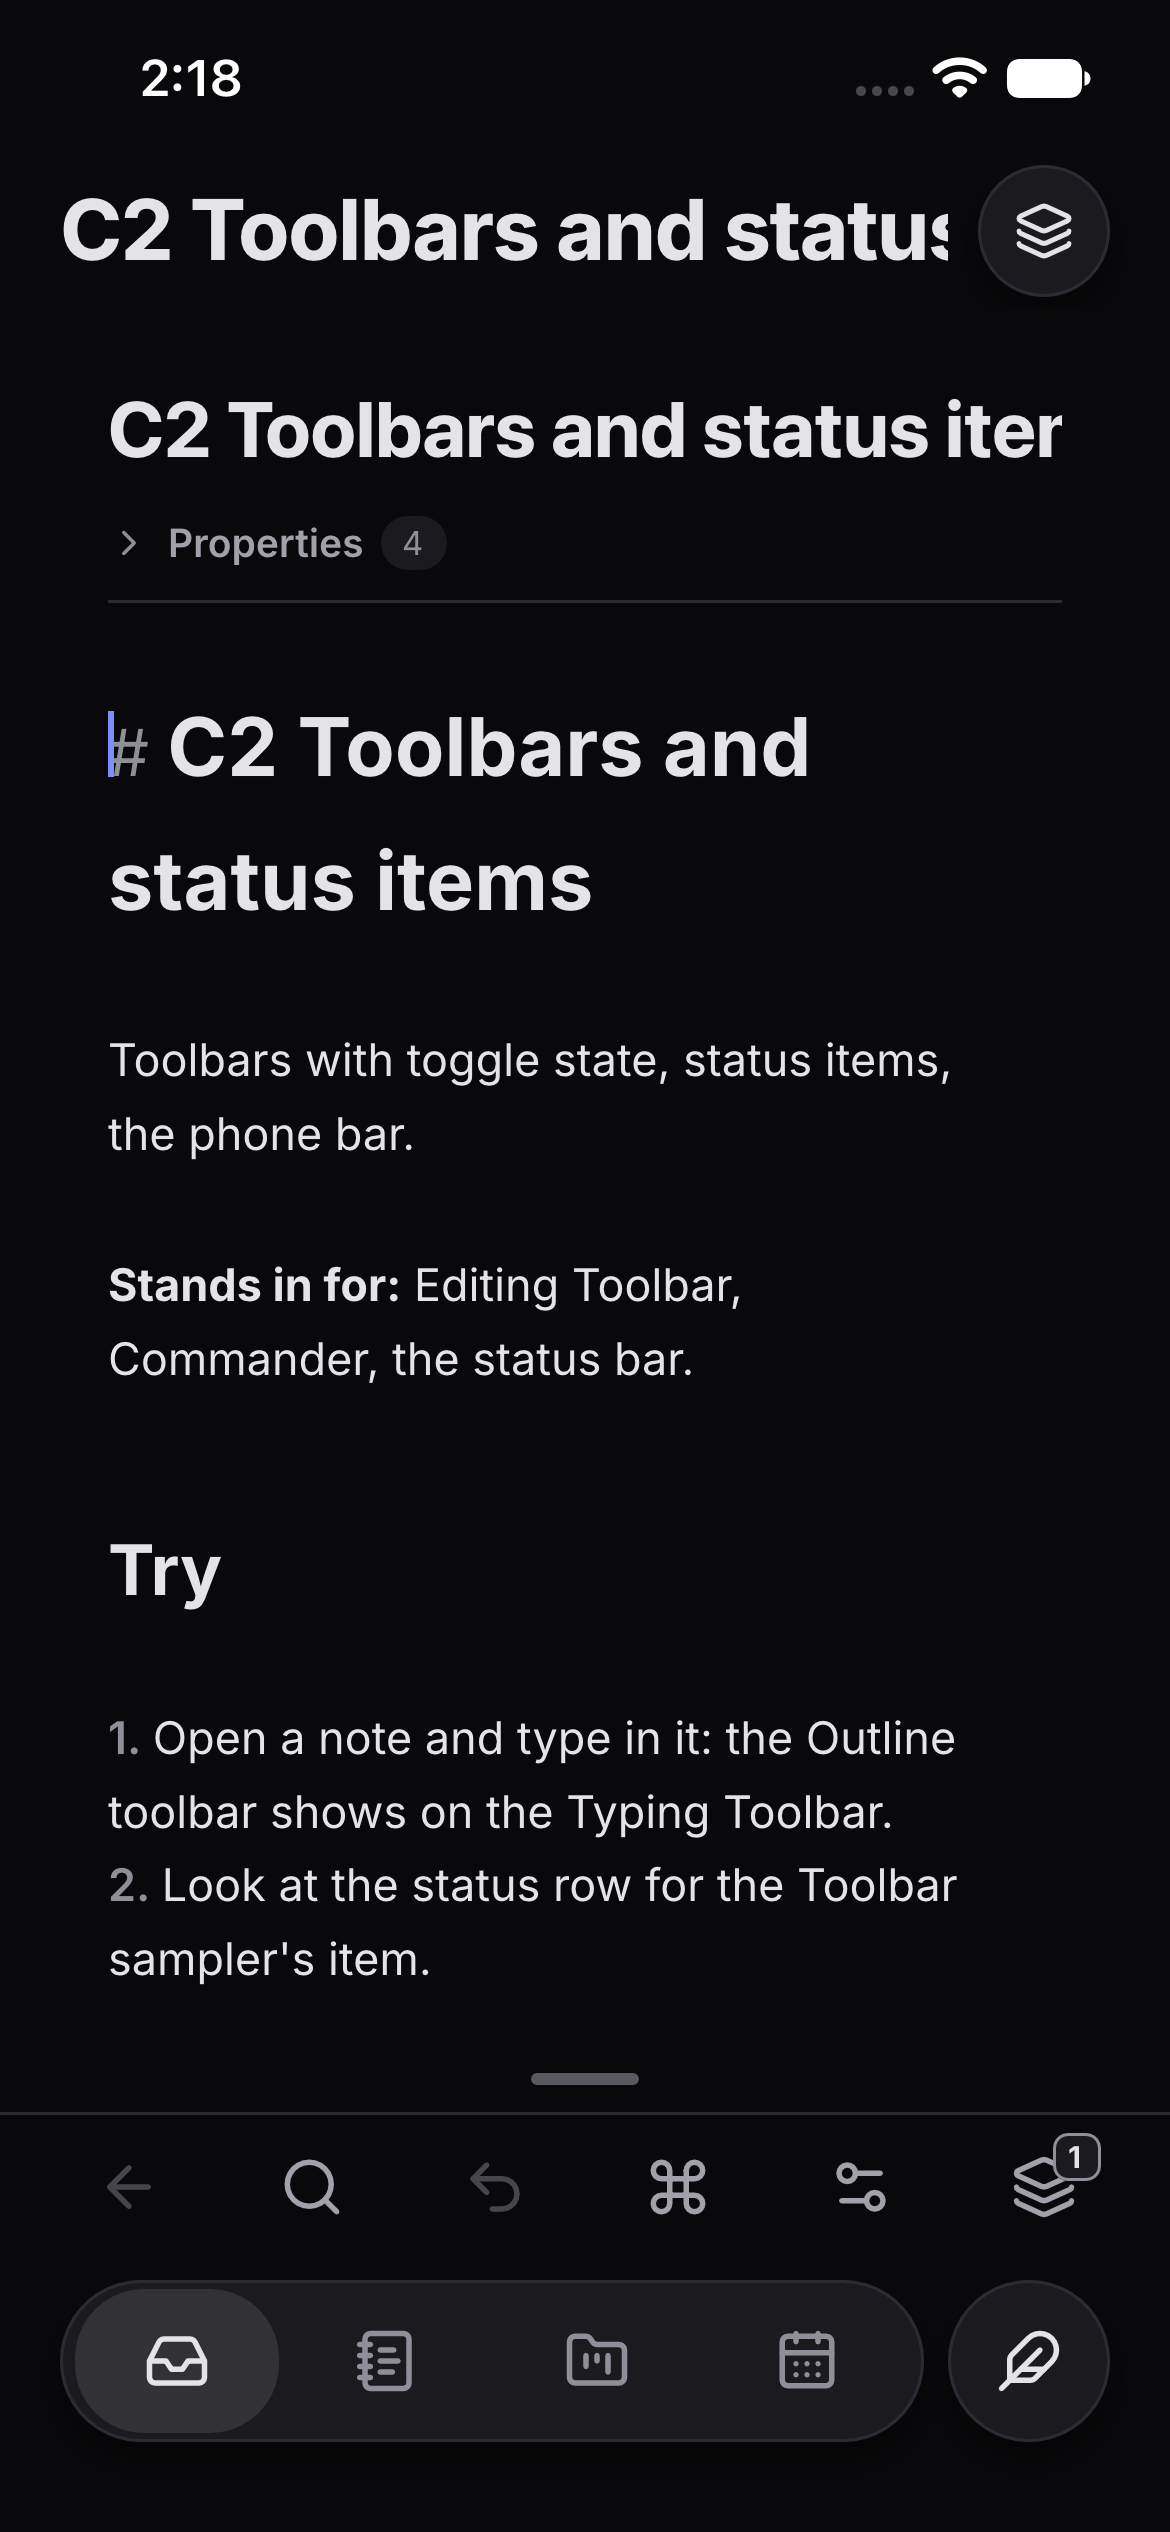 2:18
C2 Toolbars and status
C2 Toolbars and status iter
Properties 4
# C2 Toolbars and
status items
Toolbars with toggle state, status items,
the phone bar.
Stands in for: Editing Toolbar,
Commander, the status bar.
Try
1. Open a note and type in it: the Outline
toolbar shows on the Typing Toolbar.
2. Look at the status row for the Toolbar
sampler's item.
1